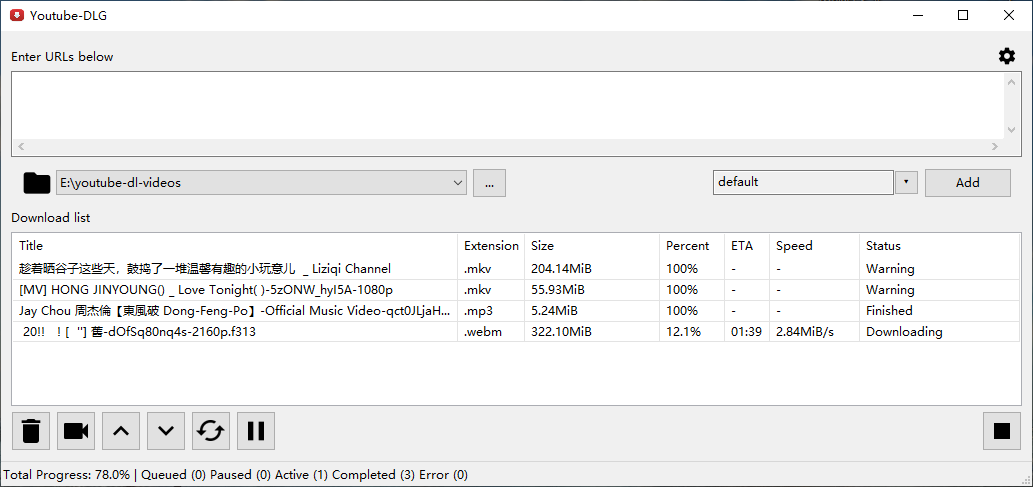 Youtube-DLG
Enter URLs below
E:\youtube-dl-videos ... default Add
Download list
Title Extension Size Percent ETA Speed Status
趁着晒谷子这些天，鼓捣了一堆温馨有趣的小玩意儿 _ Liziqi Channel .mkv 204.14MiB 100% - - Warning
[MV] HONG JINYOUNG() _ Love Tonight( )-5zONW_hyI5A-1080p .mkv 55.93MiB 100% - - Warning
Jay Chou 周杰倫【東風破 Dong-Feng-Po】-Official Music Video-qct0JLjaH... .mp3 5.24MiB 100% - - Finished
20!! ! [ "] 舊-dOfSq80nq4s-2160p.f313 .webm 322.10MiB 12.1% 01:39 2.84MiB/s Downloading
Total Progress: 78.0% | Queued (0) Paused (0) Active (1) Completed (3) Error (0)